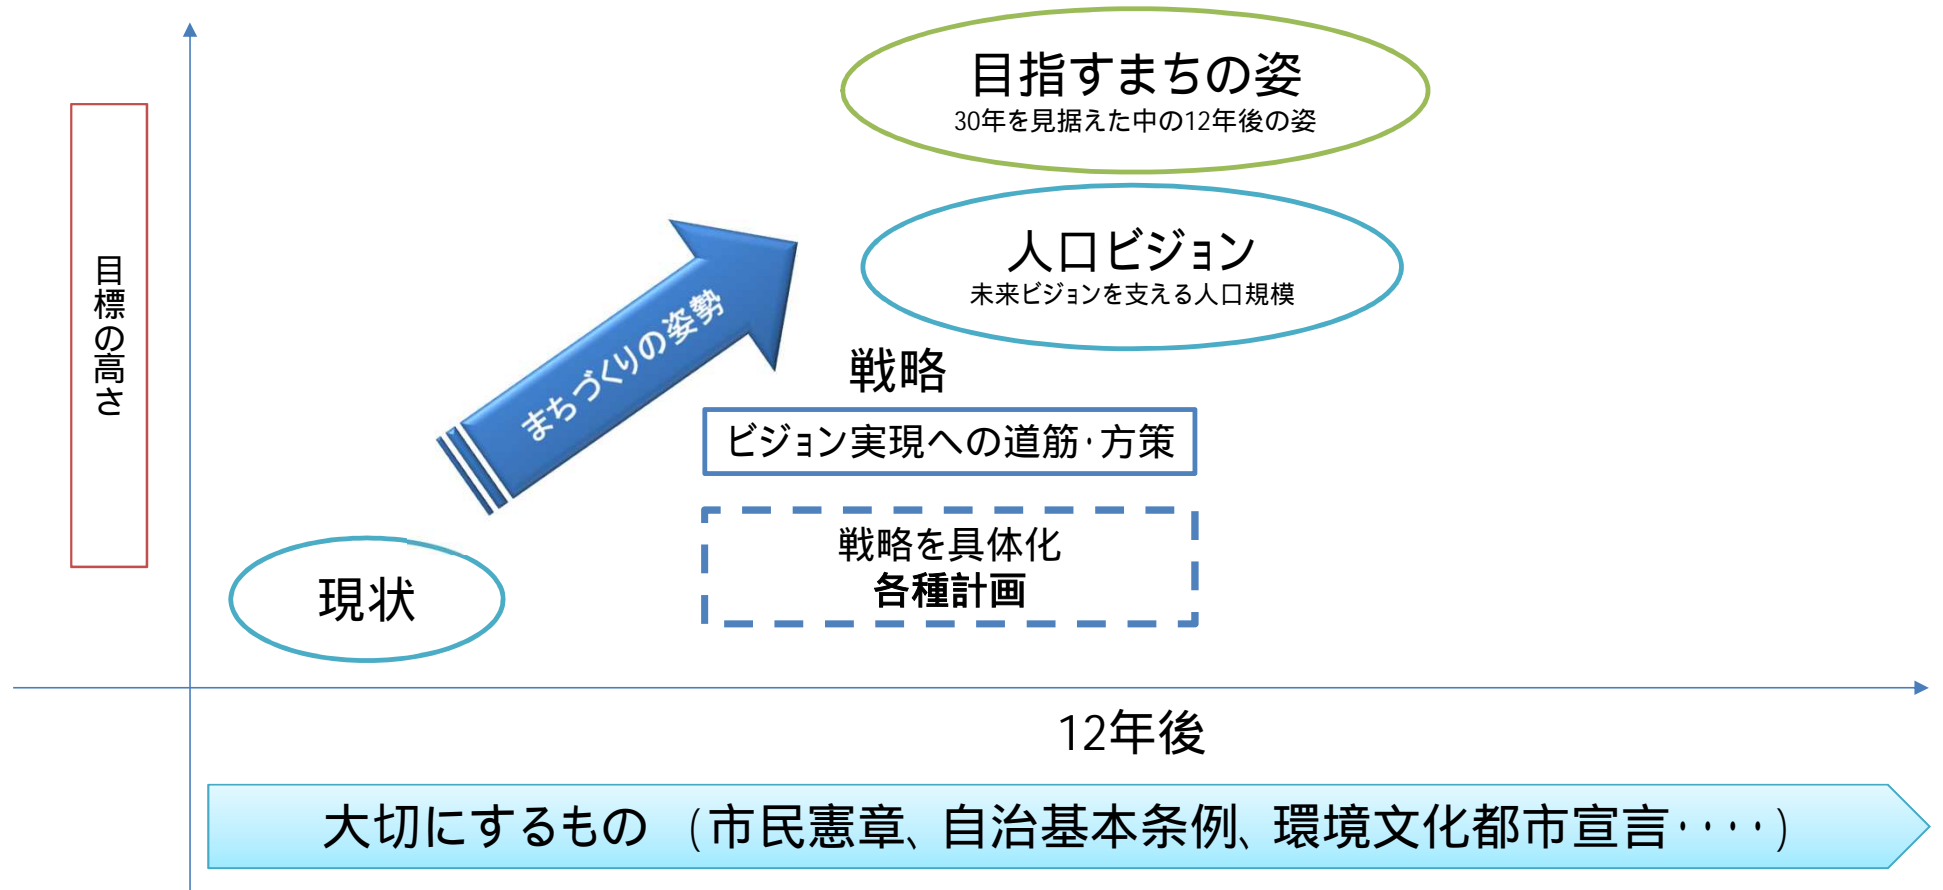 目指すまちの姿
30年を見据えた中の12年後の姿
人口ビジョン
未来ビジョンを支える人口規模
目標の高さ
まちづくりの姿勢
戦略
ビジョン実現への道筋・方策
戦略を具体化
各種計画
現状
12年後
大切にするもの （市民憲章、自治基本条例、環境文化都市宣言・・・・）